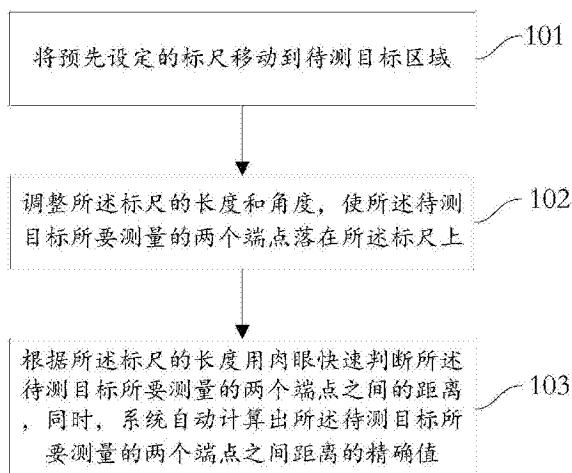 将预先设定的标尺移动到待测目标区域
101
调整所述标尺的长度和角度，使所述待测
目标所要测量的两个端点落在所述标尺上
102
根据所述标尺的长度用肉眼快速判断所述
待测目标所要测量的两个端点之间的距离
，同时，系统自动计算出所述待测目标所
要测量的两个端点之间距离的精确值
103